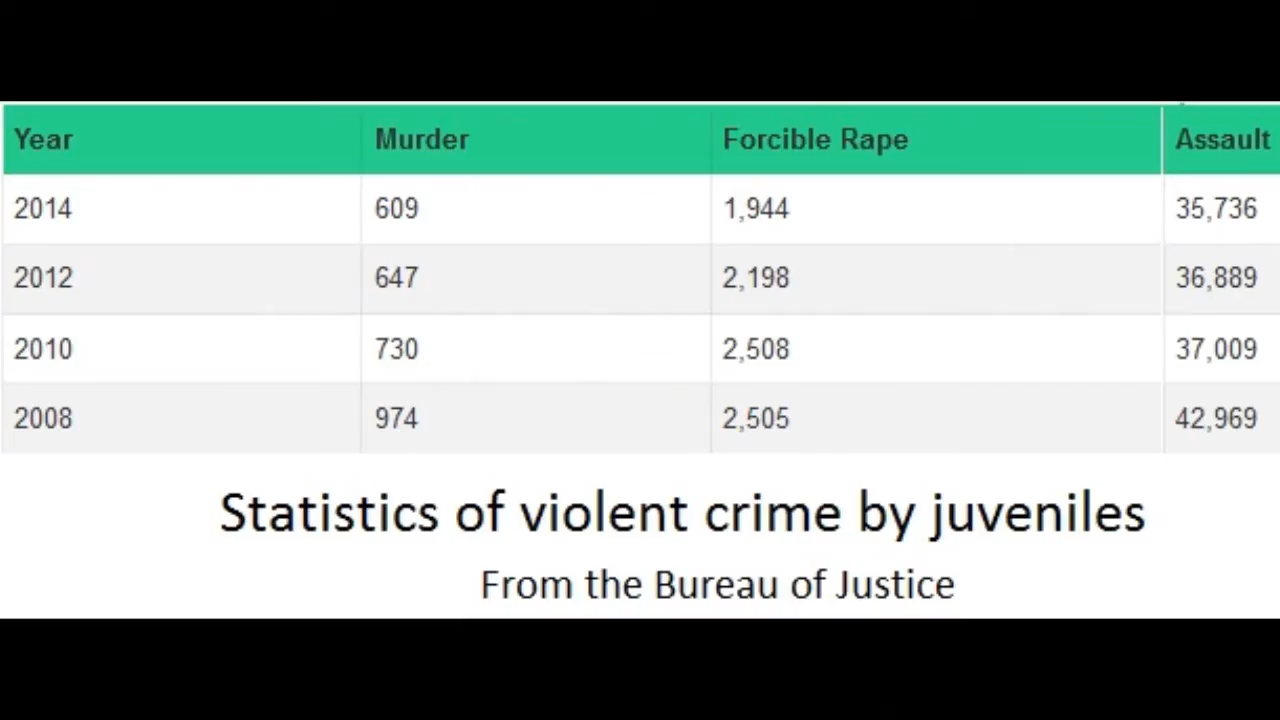 Year Murder Forcible Rape Assault
2014 609 1,944 35,736
2012 647 2,198 36,889
2010 730 2,508 37,009
2008 974 2,505 42,969
Statistics of violent crime by juveniles
From the Bureau of Justice